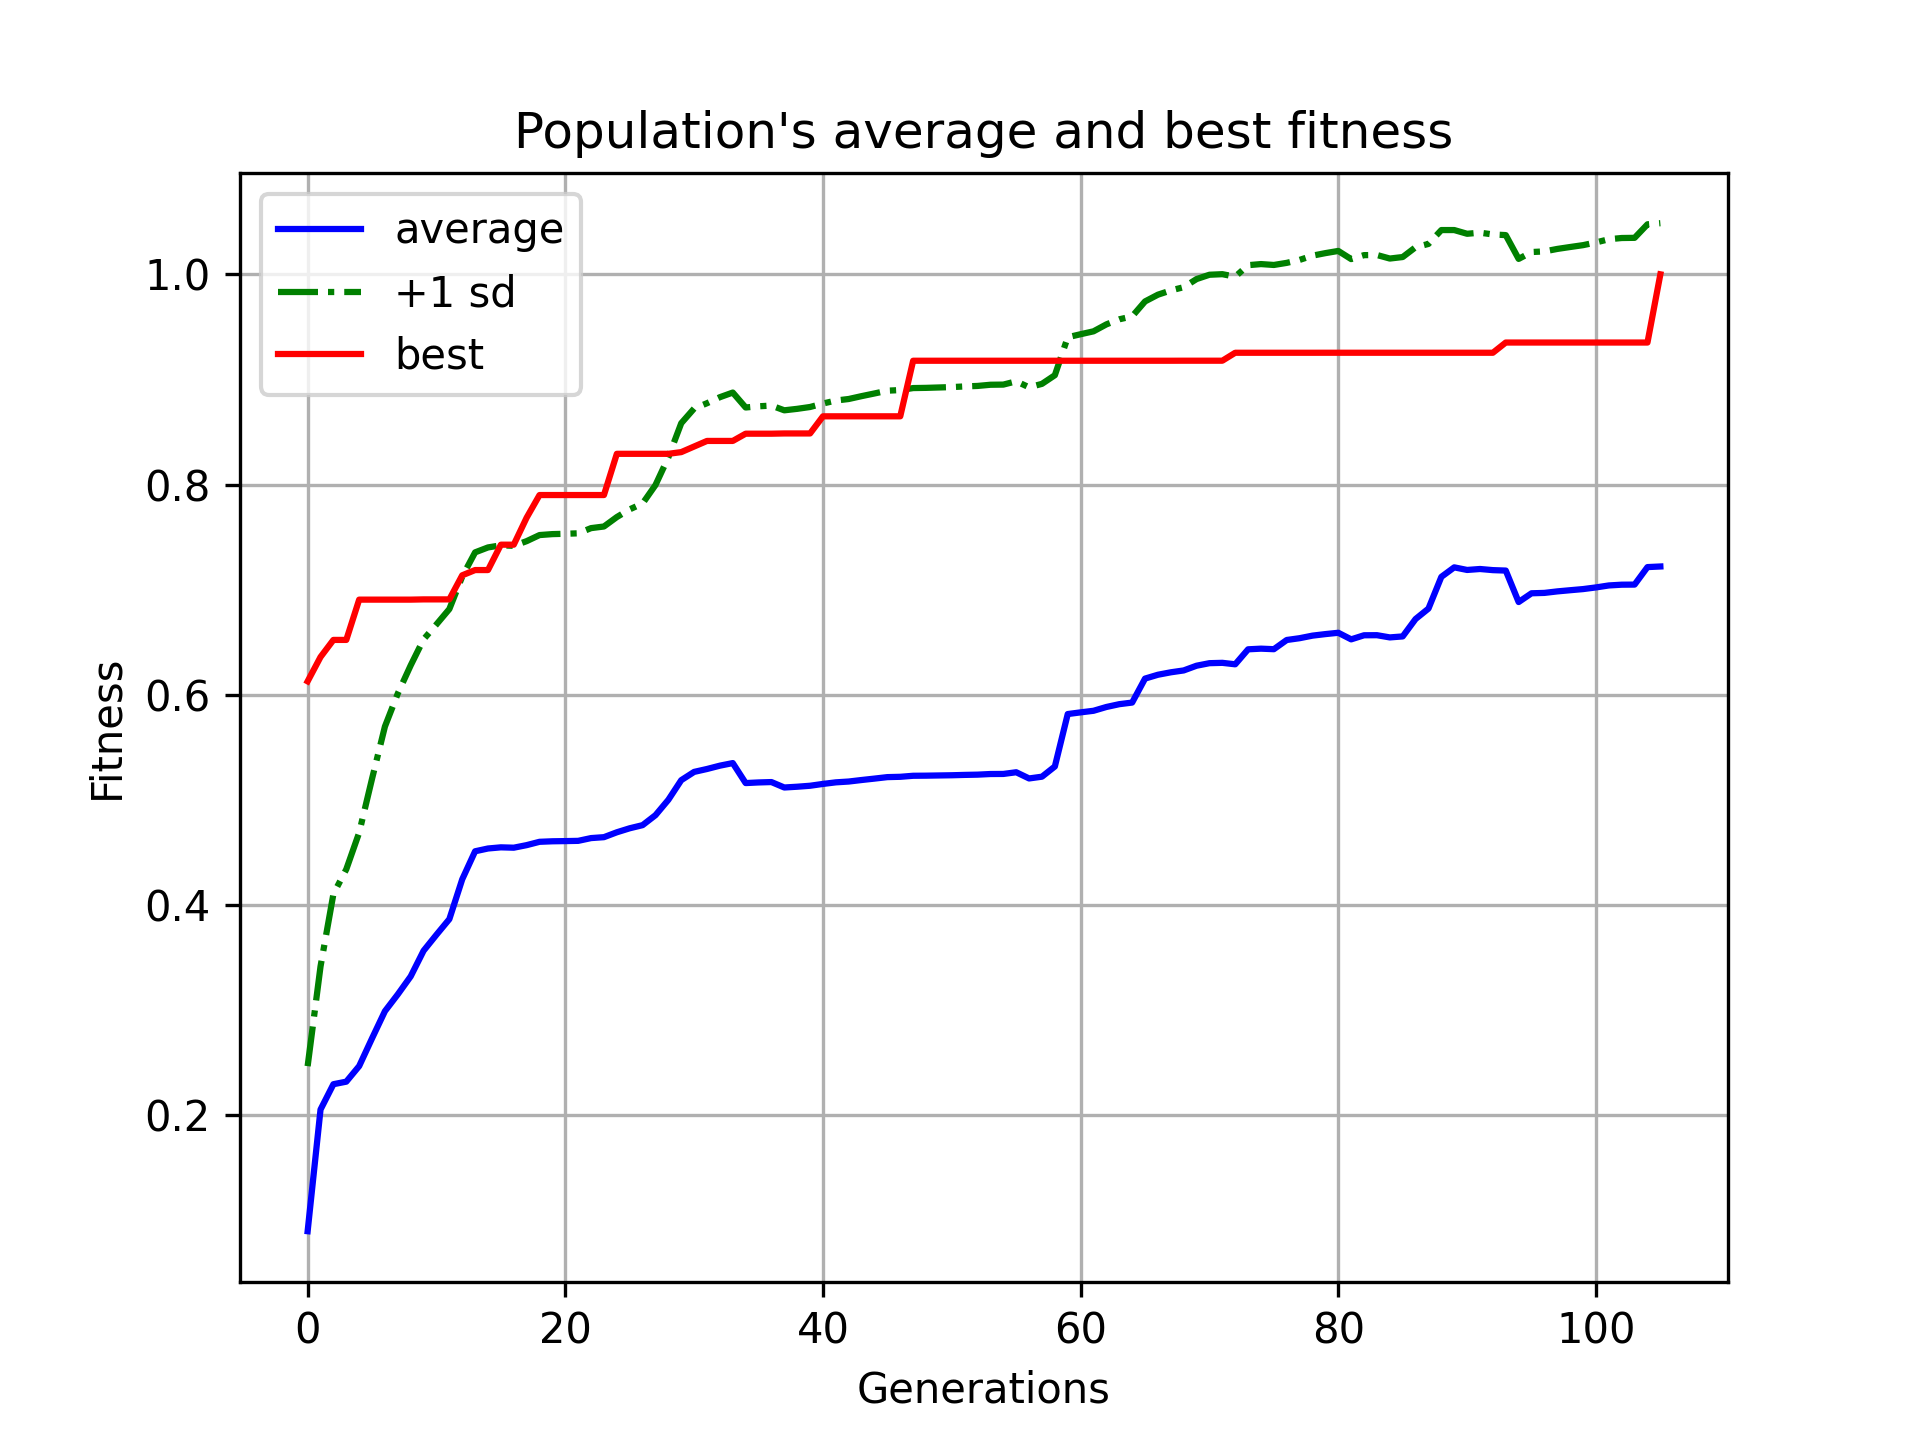 Population's average and best fitness
average
+1 sd
best
1.0
0.8
0.6
0.4
0.2
Fitness
0 20 40 60 80 100
Generations